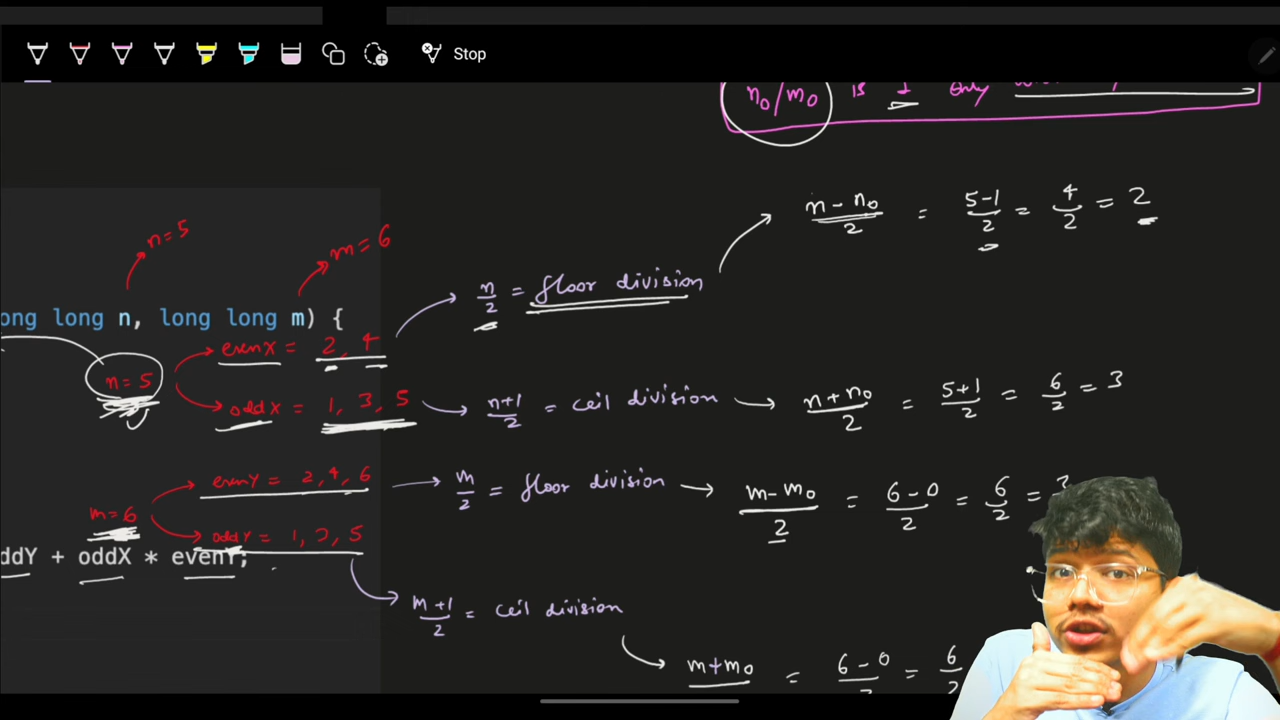 Stop
n₀/m₀ is 1 only
n - n₀ / 2 = 5-1 / 2 = 4 / 2 = 2
n=5
m=6
n / 2 = floor division
ong long n, long long m) {
evenX = 2, 4
n=5
oddX = 1, 3, 5
n+1 / 2 = ceil division
n + n₀ / 2 = 5+1 / 2 = 6 / 2 = 3
evenY = 2, 4, 6
m / 2 = floor division
m - m₀ / 2 = 6-0 / 2 = 6 / 2 = 3
m=6
oddY = 1, 3, 5
ddY + oddX * evenY;
m+1 / 2 = ceil division
m+m₀ = 6-0 / 2 = 6 / 2